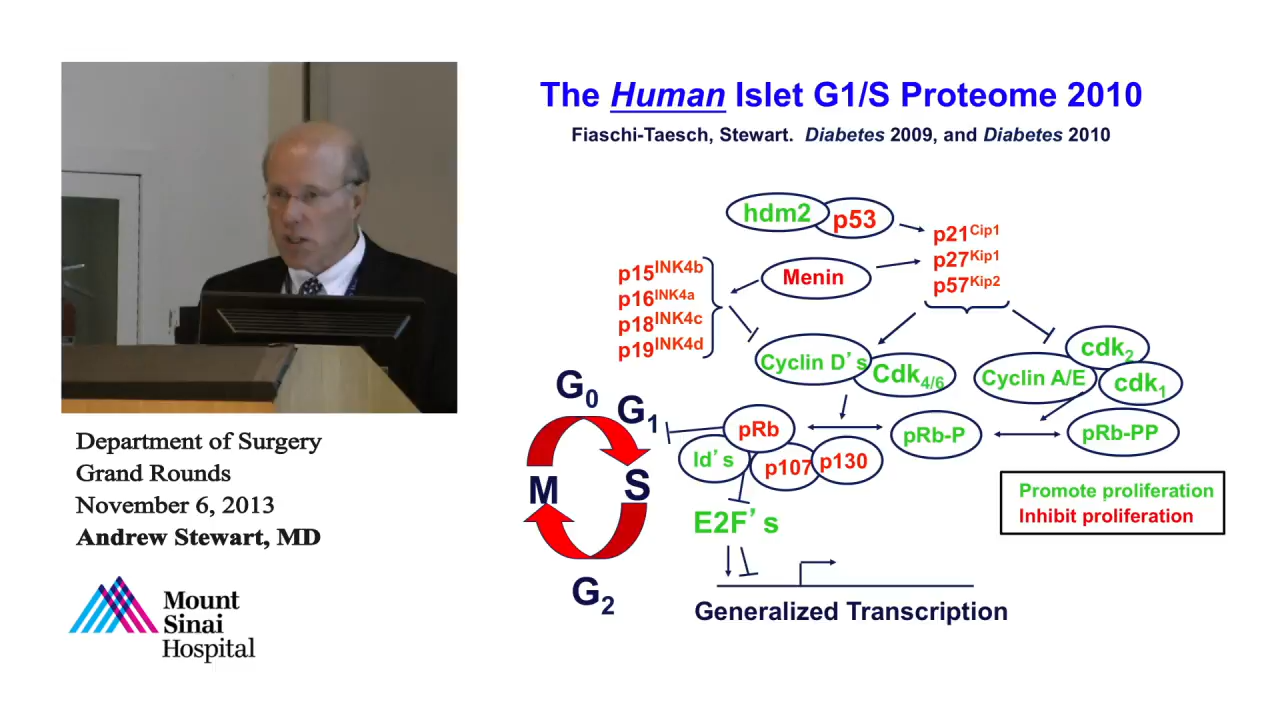 The Human Islet G1/S Proteome 2010
Fiaschi-Taesch, Stewart. Diabetes 2009, and Diabetes 2010
hdm2
p53
p21Cip1
p27Kip1
p57Kip2
Menin
p15INK4b
p16INK4a
p18INK4c
p19INK4d
Cyclin D's
Cdk4/6
Cyclin A/E
cdk2
cdk1
G0
G1
S
M
G2
pRb
Id's
p107
p130
pRb-P
pRb-PP
E2F's
Promote proliferation
Inhibit proliferation
Generalized Transcription
Department of Surgery
Grand Rounds
November 6, 2013
Andrew Stewart, MD
Mount
Sinai
Hospital